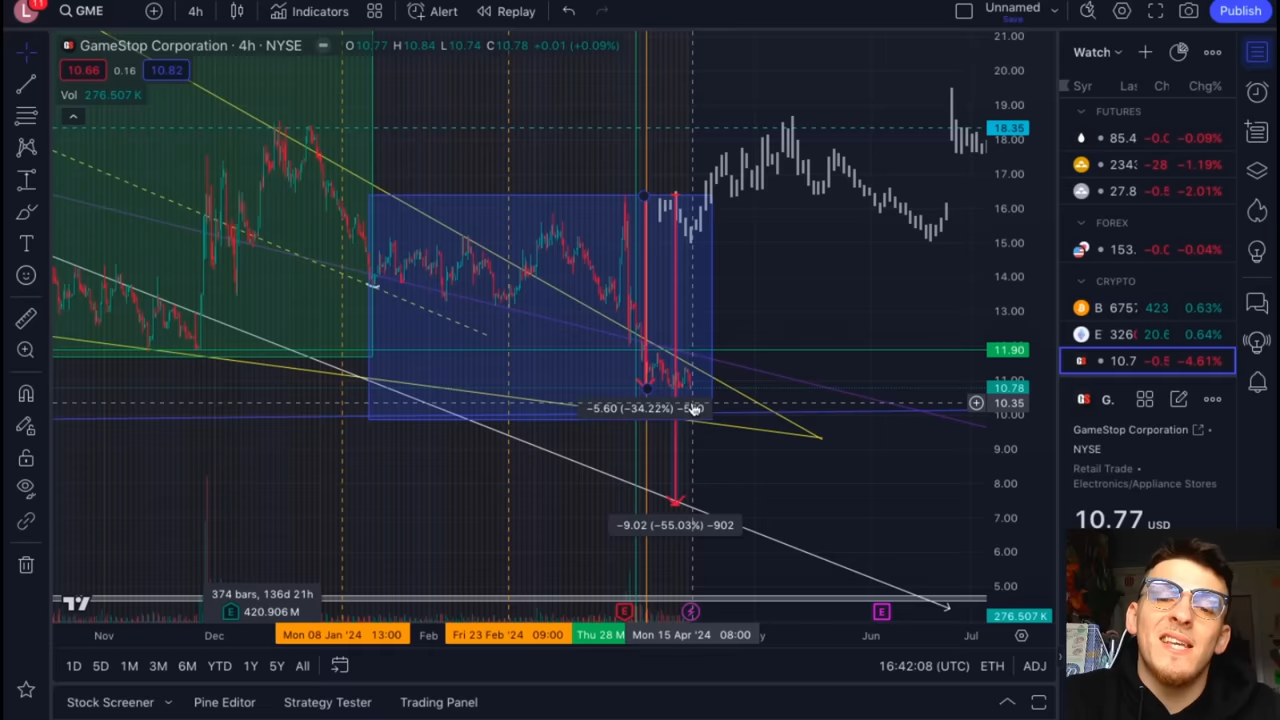 L 11 GME 4h Indicators Alert Replay Unnamed Save Publish
GameStop Corporation · 4h · NYSE O10.77 H10.84 L10.74 C10.78 +0.01 (+0.09%)
10.66 0.16 10.82
Vol 276.507 K
21.00
20.00
19.00
18.35
18.00
17.00
16.00
15.00
14.00
13.00
11.90
10.78
10.35
10.00
9.00
8.00
7.00
6.00
5.00
276.507 K
−5.60 (−34.22%)
−9.02 (−55.03%) −902
374 bars, 136d 21h
E 420.906 M
E
E
Nov Dec Mon 08 Jan '24 13:00 Feb Fri 23 Feb '24 09:00 Thu 28 M Mon 15 Apr '24 08:00 y Jun Jul
1D 5D 1M 3M 6M YTD 1Y 5Y All 16:42:08 (UTC) ETH ADJ
Stock Screener Pine Editor Strategy Tester Trading Panel
Watch
Syr Las Ch Chg%
FUTURES
85.4 −0.0 −0.09%
2343 −28 −1.19%
27.8 −0.5 −2.01%
FOREX
153. −0.0 −0.04%
CRYPTO
B 6757 423 0.63%
E 3260 20.6 0.64%
10.7 −0.5 −4.61%
G.
GameStop Corporation
NYSE
Retail Trade •
Electronics/Appliance Stores
10.77 USD